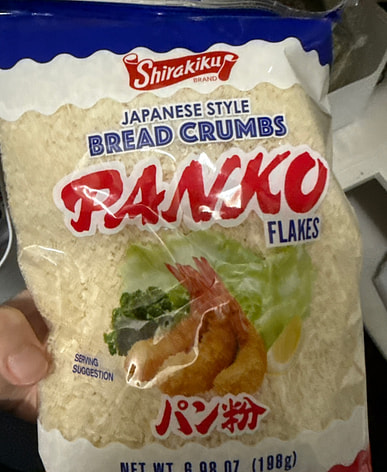 Shirakiku
BRAND
JAPANESE STYLE
BREAD CRUMBS
PANKO
FLAKES
SERVING
SUGGESTION
パン粉
NET WT 6.98 OZ (198g)